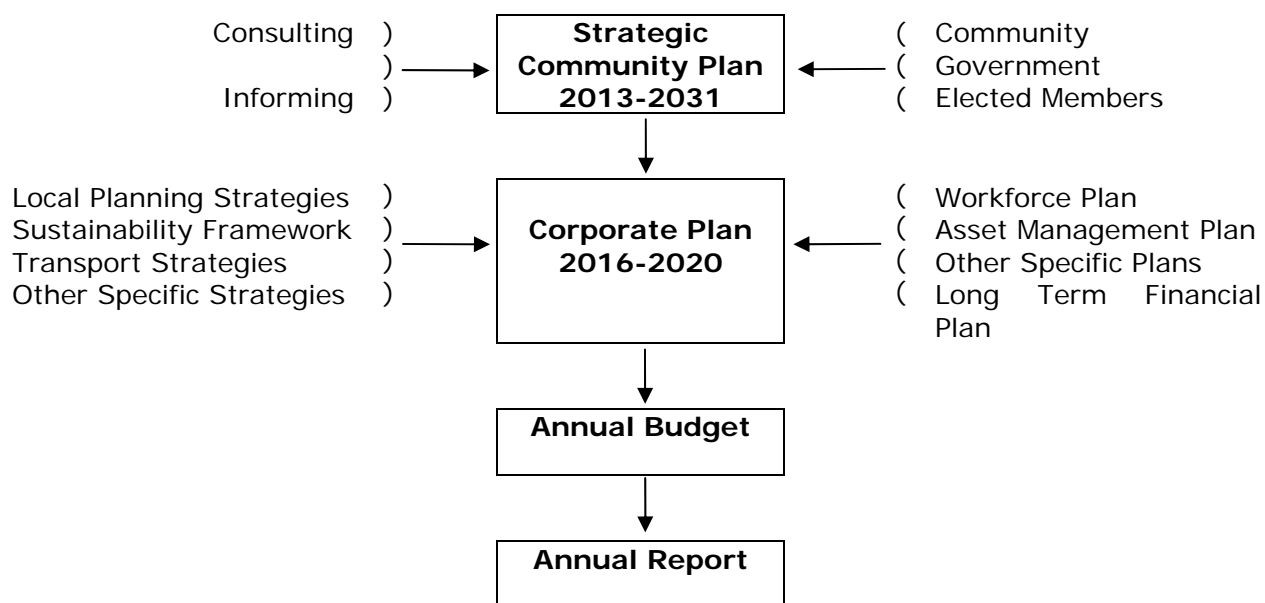 Consulting )
)
Informing )
Strategic
Community Plan
2013-2031
( Community
( Government
( Elected Members
Local Planning Strategies )
Sustainability Framework )
Transport Strategies )
Other Specific Strategies )
Corporate Plan
2016-2020
( Workforce Plan
( Asset Management Plan
( Other Specific Plans
( Long Term Financial
Plan
Annual Budget
Annual Report